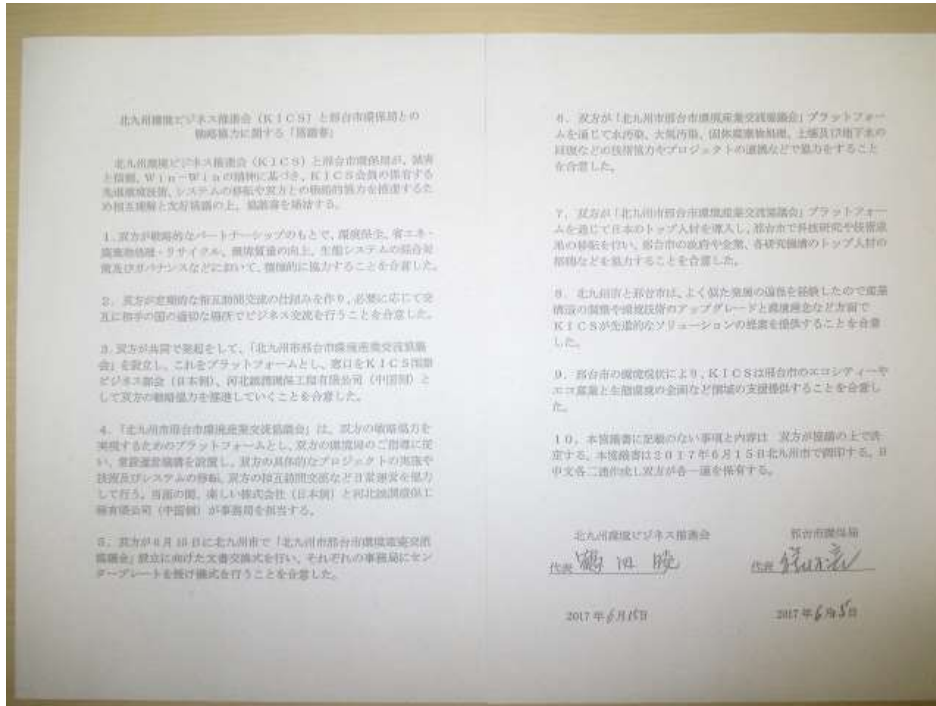 北九州環境ビジネス推進会（KICS）と邢台市環保局との
戦略協力に関する「協議書」
北九州環境ビジネス推進会（KICS）と邢台市環保局が、誠実
と信頼、Win-Winの精神に基づき、KICS会員の保有する
先進環境技術、システムの移転や双方との戦略的協力を推進するた
め相互理解と友好協議の上、協議書を締結する。
1．双方が戦略的なパートナーシップのもとで、環境保全、省エネ・
廃棄物処理・リサイクル、環境質量の向上、生態システムの総合対
策及びガバナンスなどにおいて、積極的に協力することを合意した。
2．双方が定期的な相互訪問交流の仕組みを作り、必要に応じて交
互に相手の国の適切な場所でビジネス交流を行うことを合意した。
3．双方が共同で発起をして、「北九州市邢台市環境産業交流協議
会」を設立し、これをプラットフォームとし、窓口をKICS国際
ビジネス部会（日本側）、河北 環保工程有限公司（中国側）と
して双方の戦略協力を推進していくことを合意した。
4．「北九州市邢台市環境産業交流協議会」は、双方の戦略協力を
実現するためのプラットフォームとし、双方の環境局のご指導に従
い、常設運営機構を設置し、双方の具体的なプロジェクトの実施や
技術及びシステムの移転、双方の相互訪問交流など日常運営を協力
して行う。当面の間、楽しい株式会社（日本側）と河北 環保工
程有限公司（中国側）が事務局を担当する。
5．双方が6月15日に北九州市で「北九州市邢台市環境産業交流
協議会」設立に向けた文書交換式を行い、それぞれの事務局にセン
タープレートを授け儀式を行うことを合意した。
6．双方が「北九州市邢台市環境産業交流協議会」プラットフォー
ムを通じて水汚染、大気汚染、固体廃棄物処理、土壌及び地下水の
回復などの技術協力やプロジェクトの連携などで協力をすること
を合意した。
7．双方が「北九州市邢台市環境産業交流協議会」プラットフォー
ムを通じて日本のトップ人材を導入し、邢台市で科技研究や技術成
果の移転を行い、邢台市の政府や企業、各研究機構のトップ人材の
招聘などを協力することを合意した。
8．北九州市と邢台市は、よく似た発展の過程を経験したので産業
構造の調整や環境技術のアップグレードと環境理念など方面で
KICSが先進的なソリューションの提案を提供することを合意
した。
9．邢台市の環境現状により、KICSは邢台市のエコシティーや
エコ産業と生態環境の企画など領域の支援提供することを合意し
た。
10．本協議書に記載のない事項と内容は 双方が協議の上で決
定する。本協議書は2017年6月15日北九州市で調印する。日
中文各二通作成し双方が各一通を保有する。
北九州環境ビジネス推進会 邢台市環保局
代表 鶴田 暁 代表
2017年6月15日 2017年6月15日